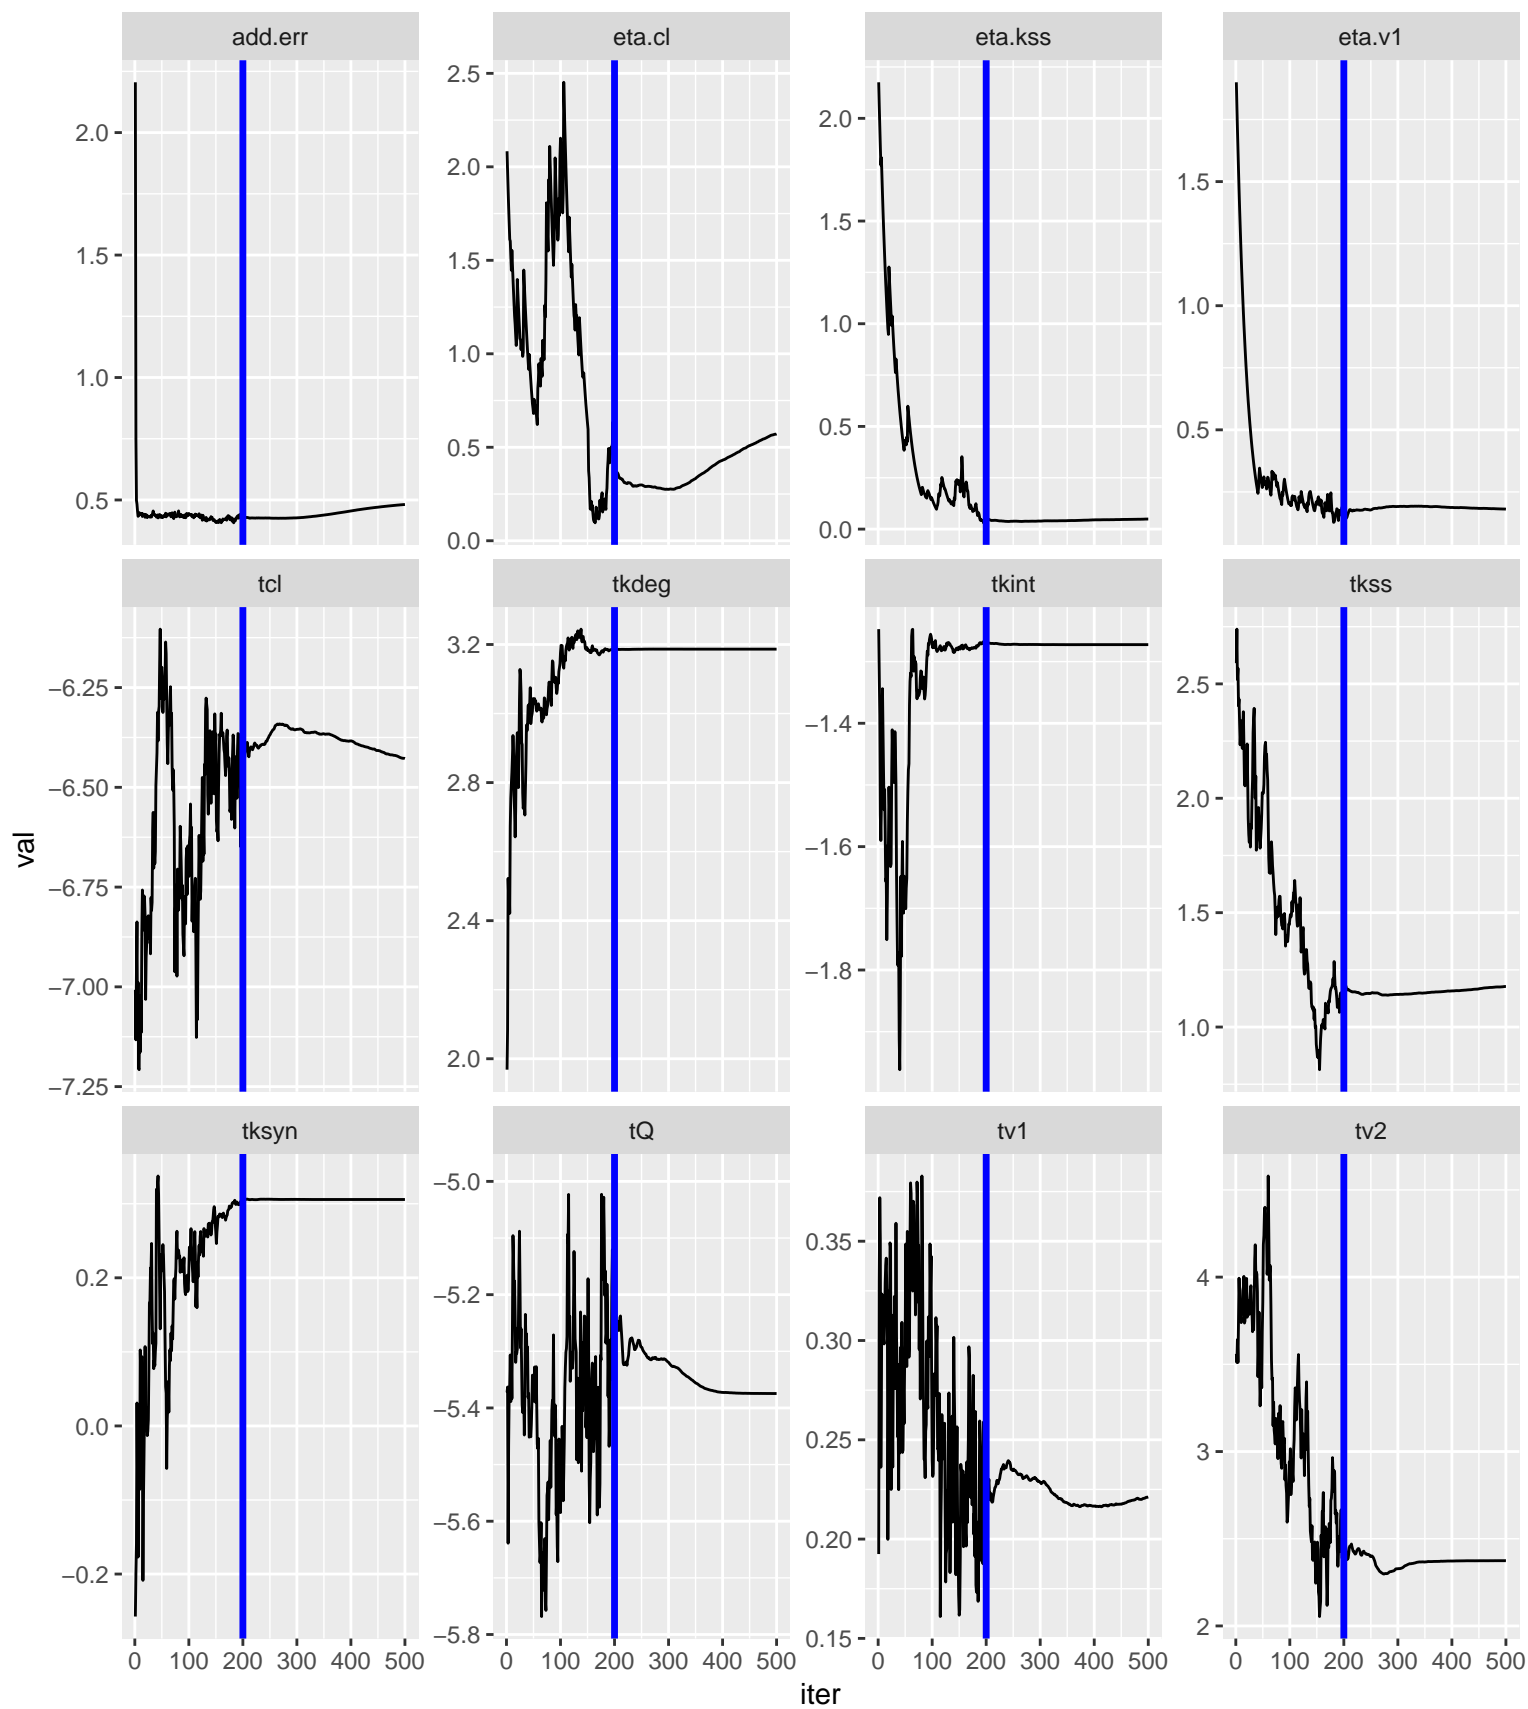 add.err eta.cl eta.kss eta.v1
2.0 1.5 1.0 0.5
2.5 2.0 1.5 1.0 0.5 0.0
2.0 1.5 1.0 0.5 0.0
1.5 1.0 0.5
tcl tkdeg tkint tkss
−6.25 −6.50 −6.75 −7.00 −7.25
3.2 2.8 2.4 2.0
−1.4 −1.6 −1.8
2.5 2.0 1.5 1.0
val
tksyn tQ tv1 tv2
0.2 0.0 −0.2
−5.0 −5.2 −5.4 −5.6 −5.8
0.35 0.30 0.25 0.20 0.15
4 3 2
0 100 200 300 400 500 0 100 200 300 400 500 0 100 200 300 400 500 0 100 200 300 400 500
iter